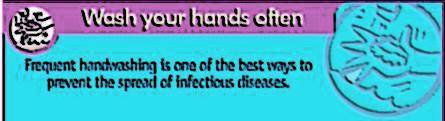 Wash your hands often
Frequent handwashing is one of the best ways to
prevent the spread of infectious diseases.